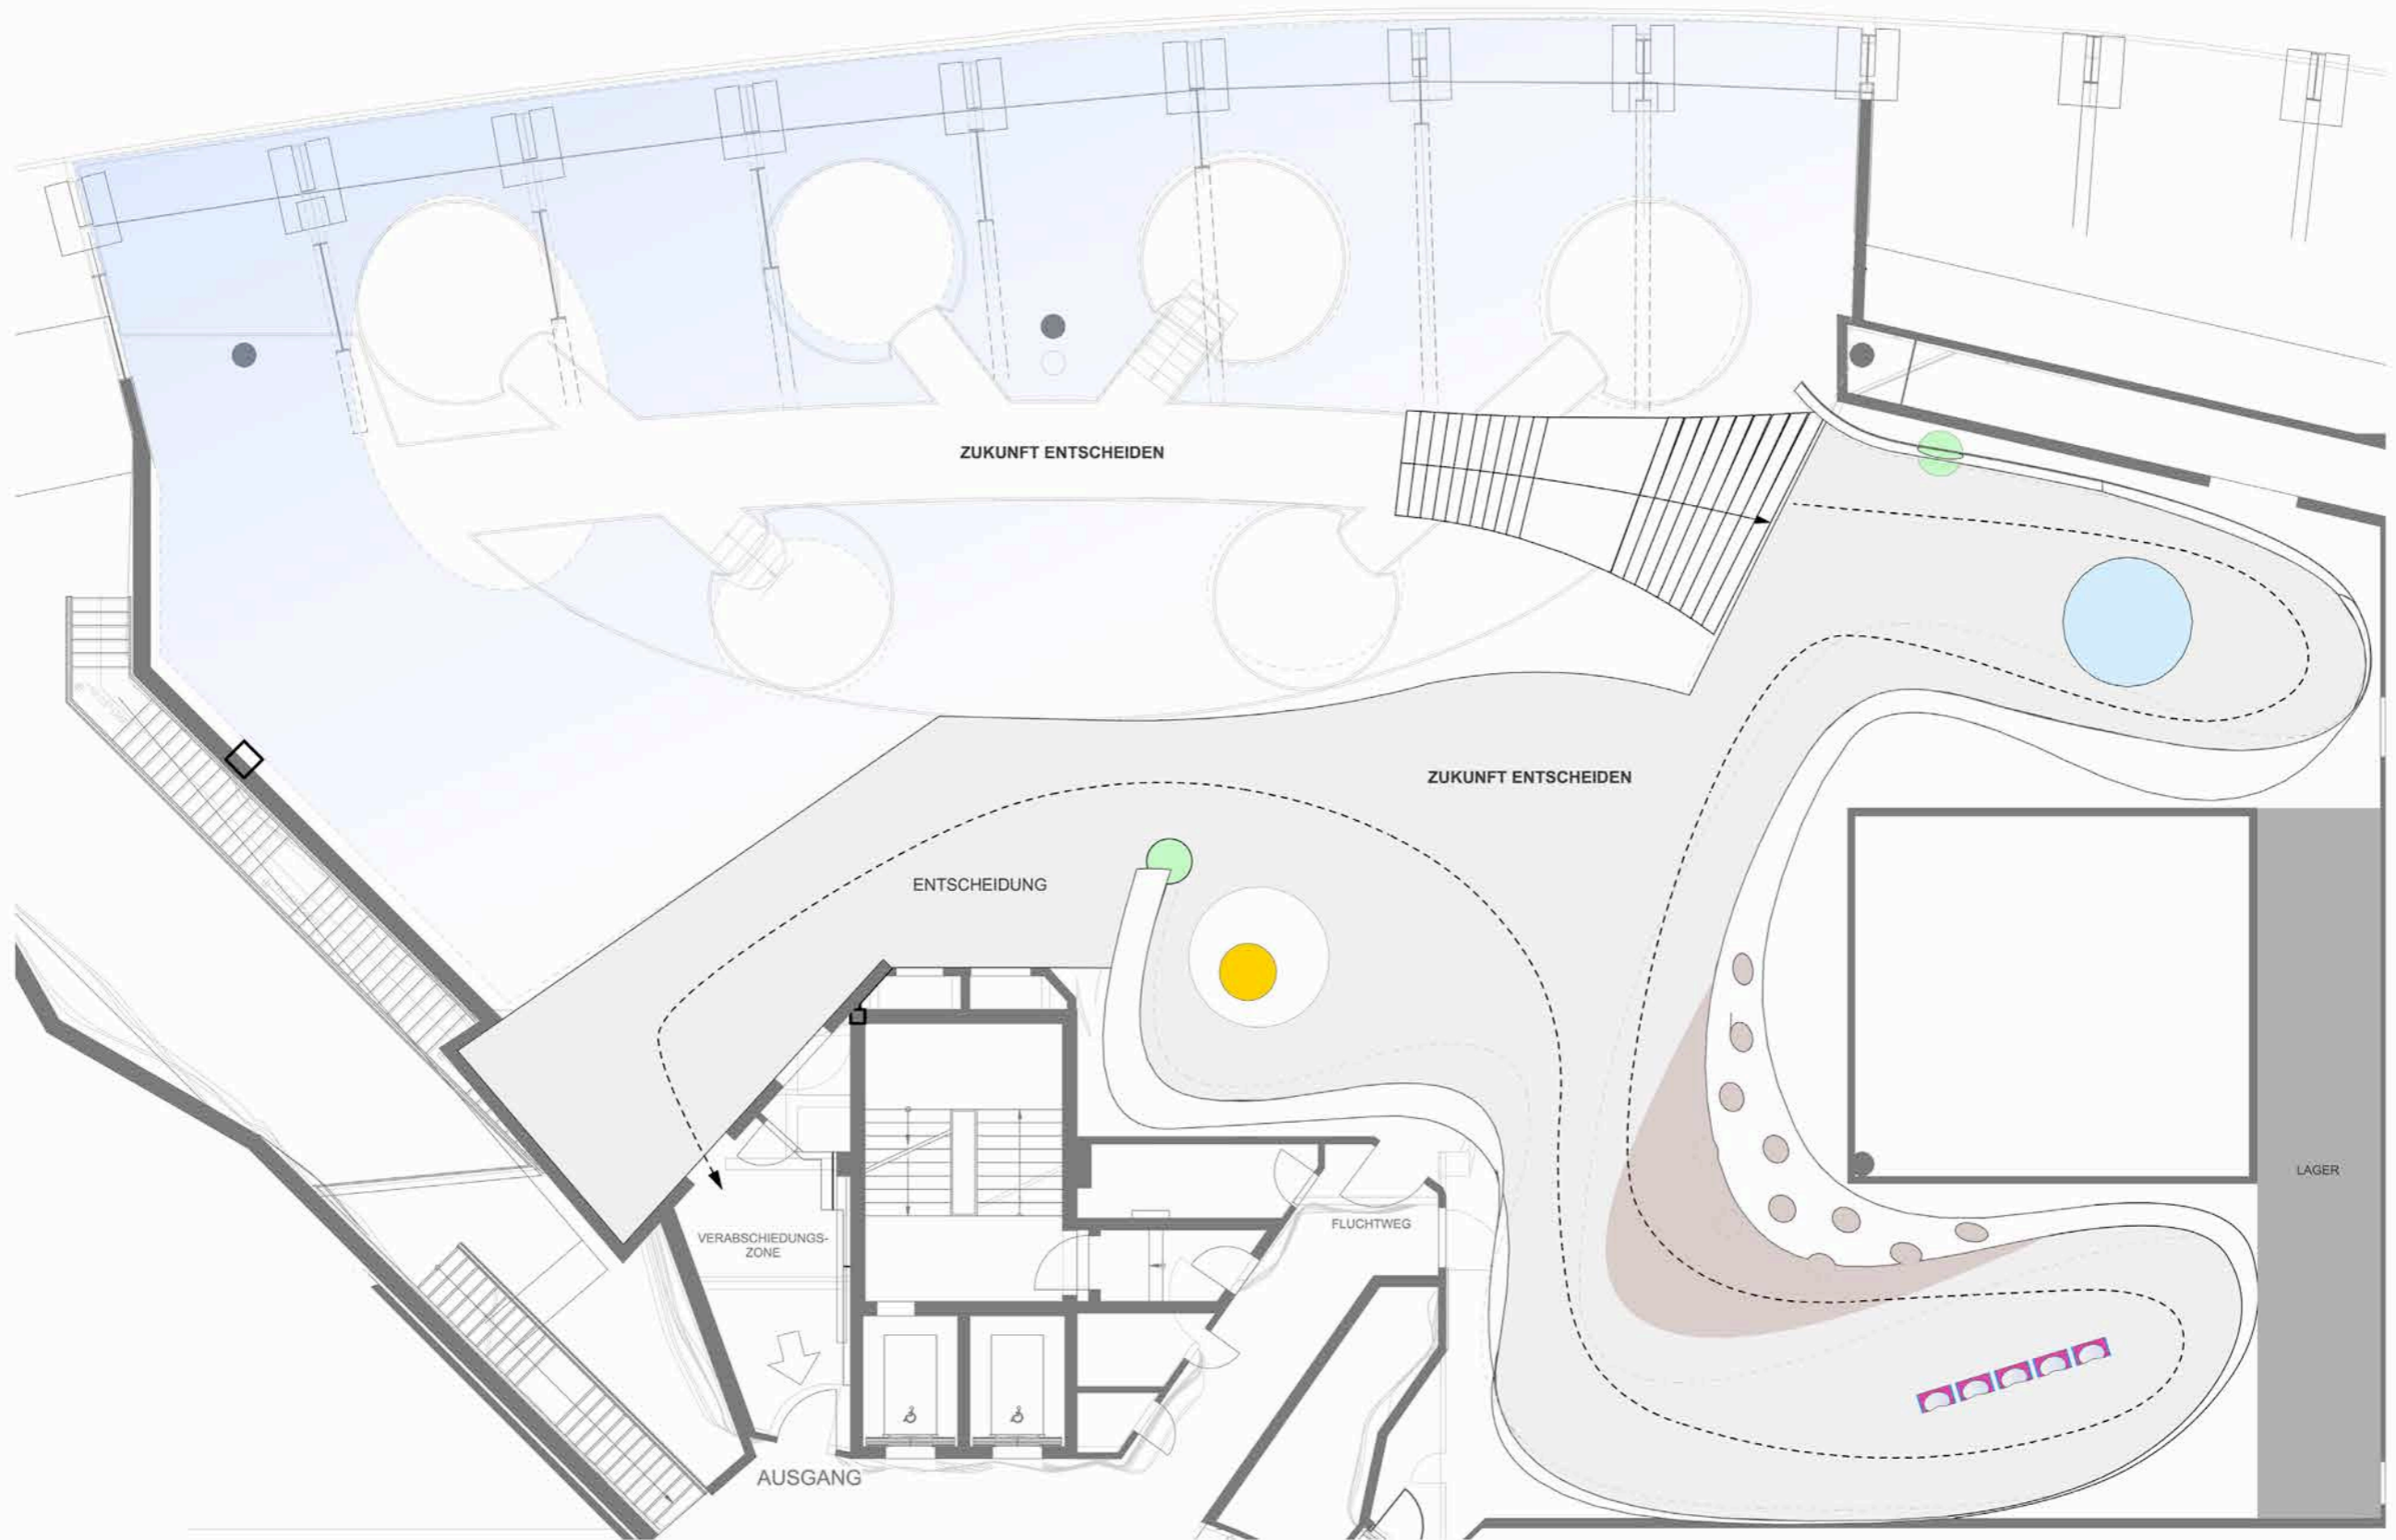 ZUKUNFT ENTSCHEIDEN
ZUKUNFT ENTSCHEIDEN
ENTSCHEIDUNG
LAGER
FLUCHTWEG
VERABSCHIEDUNGS-
ZONE
AUSGANG